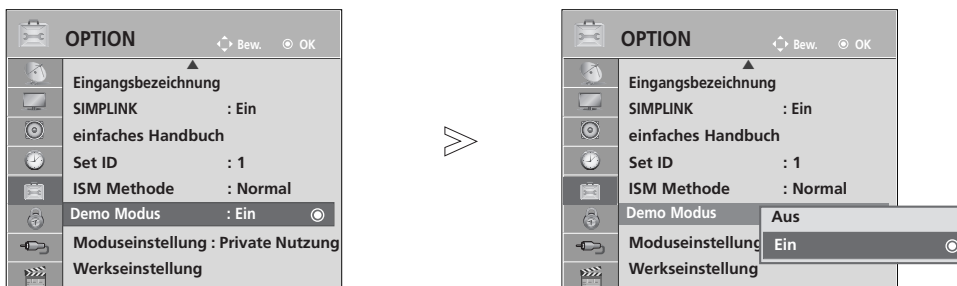 OPTION Bew. OK
Eingangsbezeichnung
SIMPLINK : Ein
einfaches Handbuch
Set ID : 1
ISM Methode : Normal
Demo Modus : Ein
Moduseinstellung : Private Nutzung
Werkseinstellung
OPTION Bew. OK
Eingangsbezeichnung
SIMPLINK : Ein
einfaches Handbuch
Set ID : 1
ISM Methode : Normal
Demo Modus
Aus
Moduseinstellung
Ein
Werkseinstellung